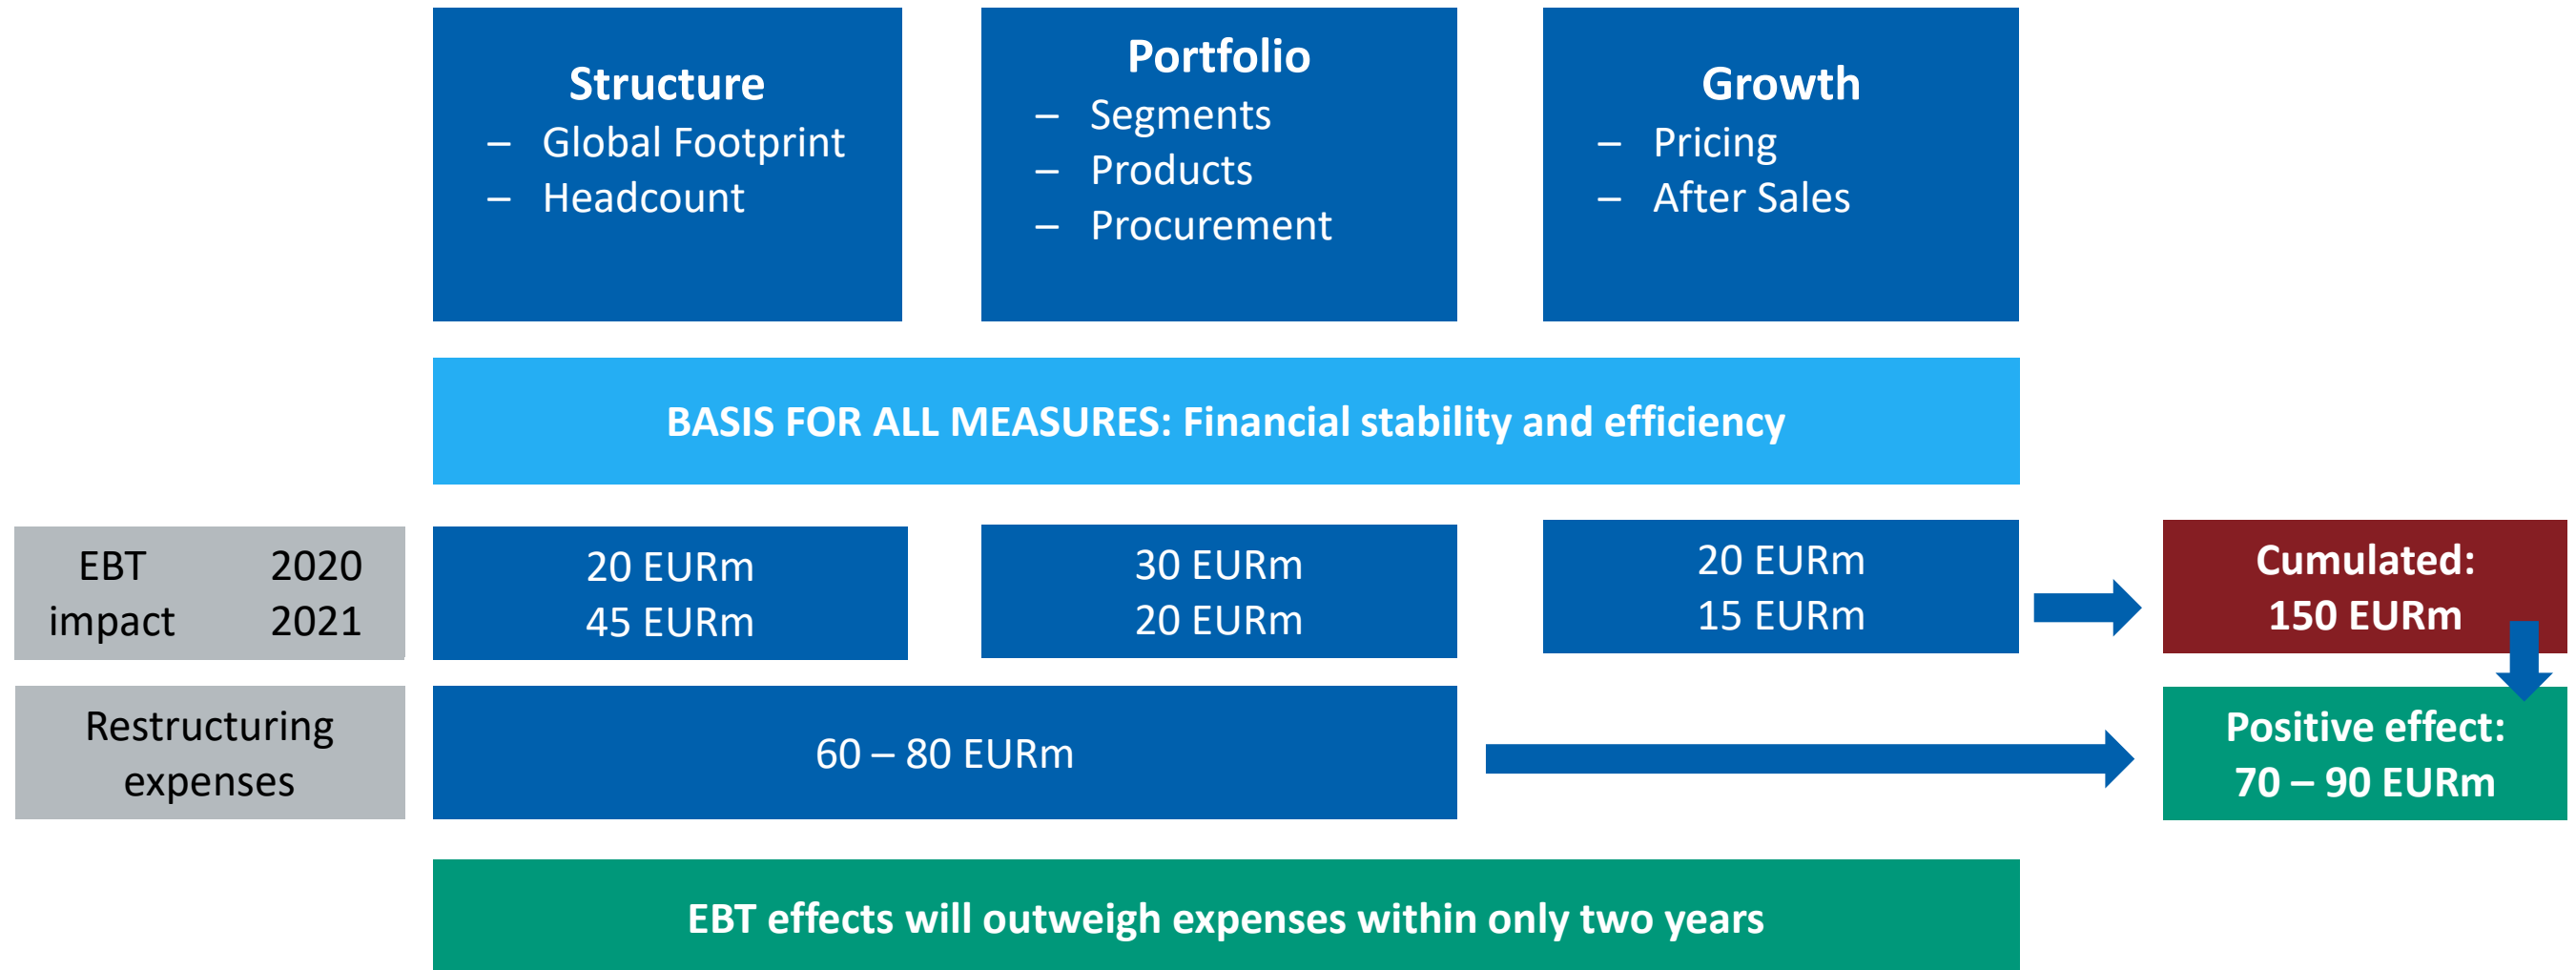 Structure
– Global Footprint
– Headcount
Portfolio
– Segments
– Products
– Procurement
Growth
– Pricing
– After Sales
BASIS FOR ALL MEASURES: Financial stability and efficiency
EBT 2020
impact 2021
20 EURm
45 EURm
30 EURm
20 EURm
20 EURm
15 EURm
Cumulated:
150 EURm
Restructuring
expenses
60 – 80 EURm
Positive effect:
70 – 90 EURm
EBT effects will outweigh expenses within only two years